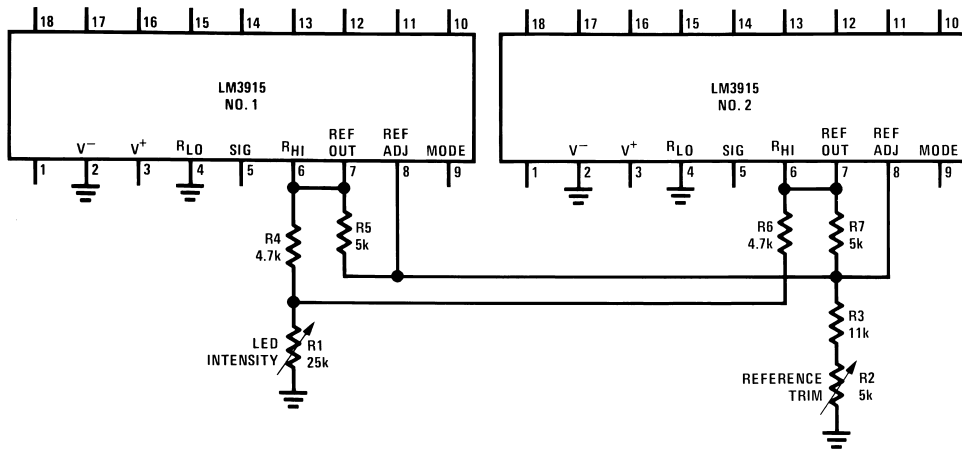 18 17 16 15 14 13 12 11 10 18 17 16 15 14 13 12 11 10
LM3915
NO. 1
LM3915
NO. 2
V⁻ V⁺ RLO SIG RHI REF OUT REF ADJ MODE
V⁻ V⁺ RLO SIG RHI REF OUT REF ADJ MODE
1 2 3 4 5 6 7 8 9 1 2 3 4 5 6 7 8 9
R4
4.7k
R5
5k
R6
4.7k
R7
5k
LED
INTENSITY
R1
25k
R3
11k
REFERENCE
TRIM
R2
5k